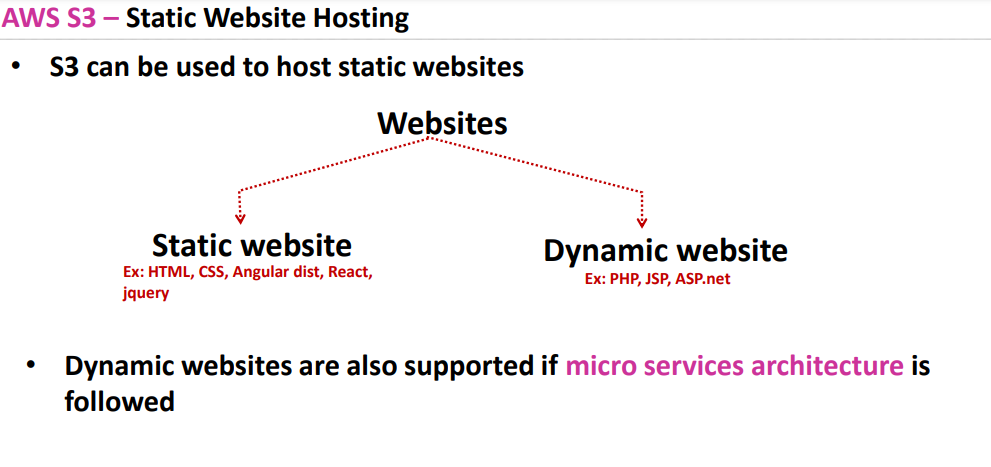 AWS S3 – Static Website Hosting
• S3 can be used to host static websites
Websites
Static website
Ex: HTML, CSS, Angular dist, React,
jquery
Dynamic website
Ex: PHP, JSP, ASP.net
• Dynamic websites are also supported if micro services architecture is
followed